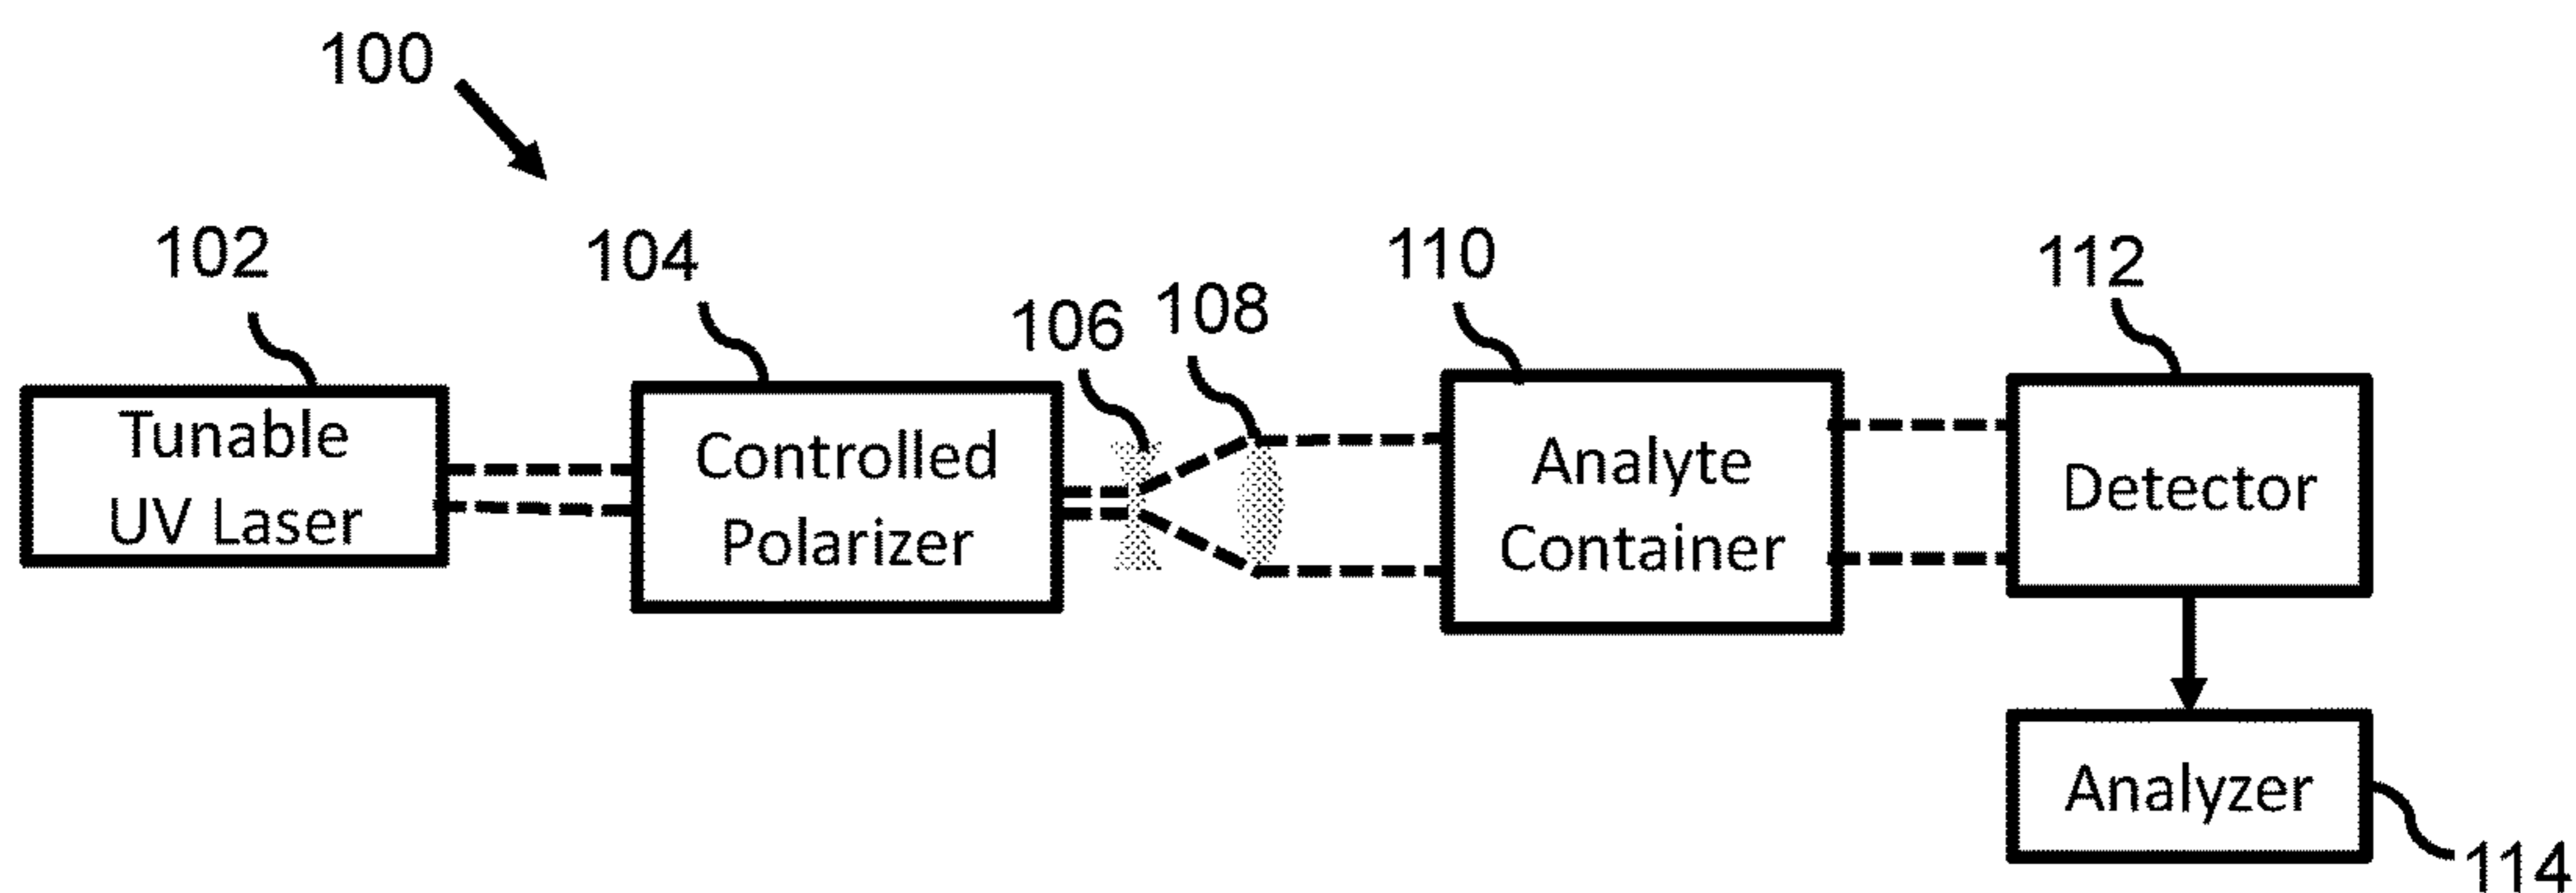 100
102
104
106
108
110
112
Tunable
UV Laser
Controlled
Polarizer
Analyte
Container
Detector
Analyzer
114